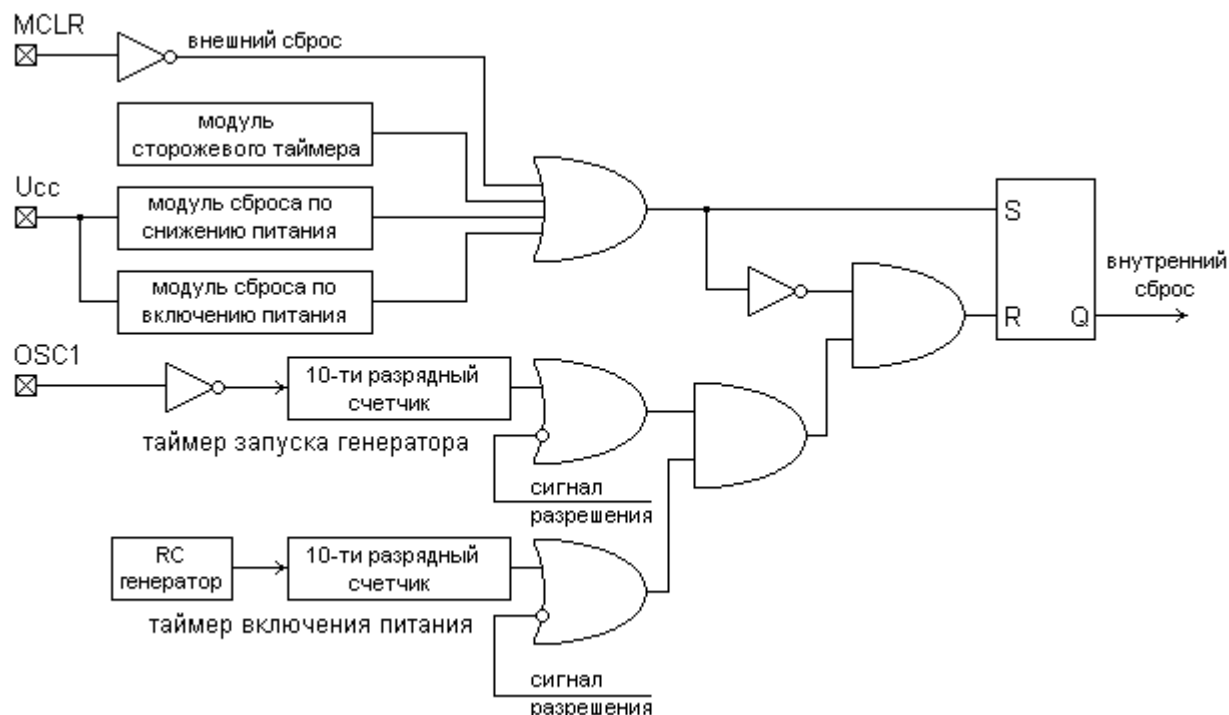 MCLR
внешний сброс
модуль
сторожевого таймера
Ucc
модуль сброса по
снижению питания
модуль сброса по
включению питания
S
R
Q
внутренний
сброс
OSC1
10-ти разрядный
счетчик
таймер запуска генератора
сигнал
разрешения
RC
генератор
10-ти разрядный
счетчик
таймер включения питания
сигнал
разрешения